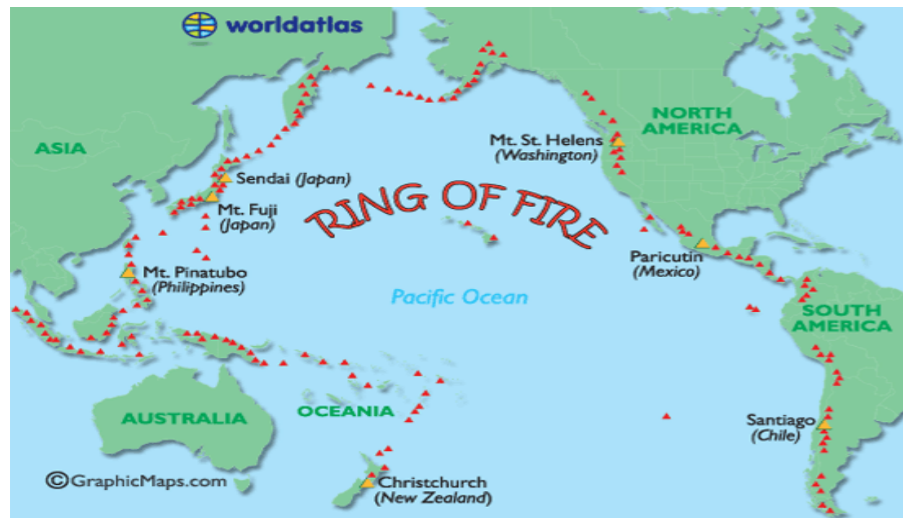 worldatlas
NORTH
AMERICA
ASIA
Mt. St. Helens
(Washington)
Sendai (Japan)
RING OF FIRE
Mt. Fuji
(Japan)
Paricutin
(Mexico)
Mt. Pinatubo
(Philippines)
Pacific Ocean
SOUTH
AMERICA
OCEANIA
AUSTRALIA
Santiago
(Chile)
©GraphicMaps.com
Christchurch
(New Zealand)